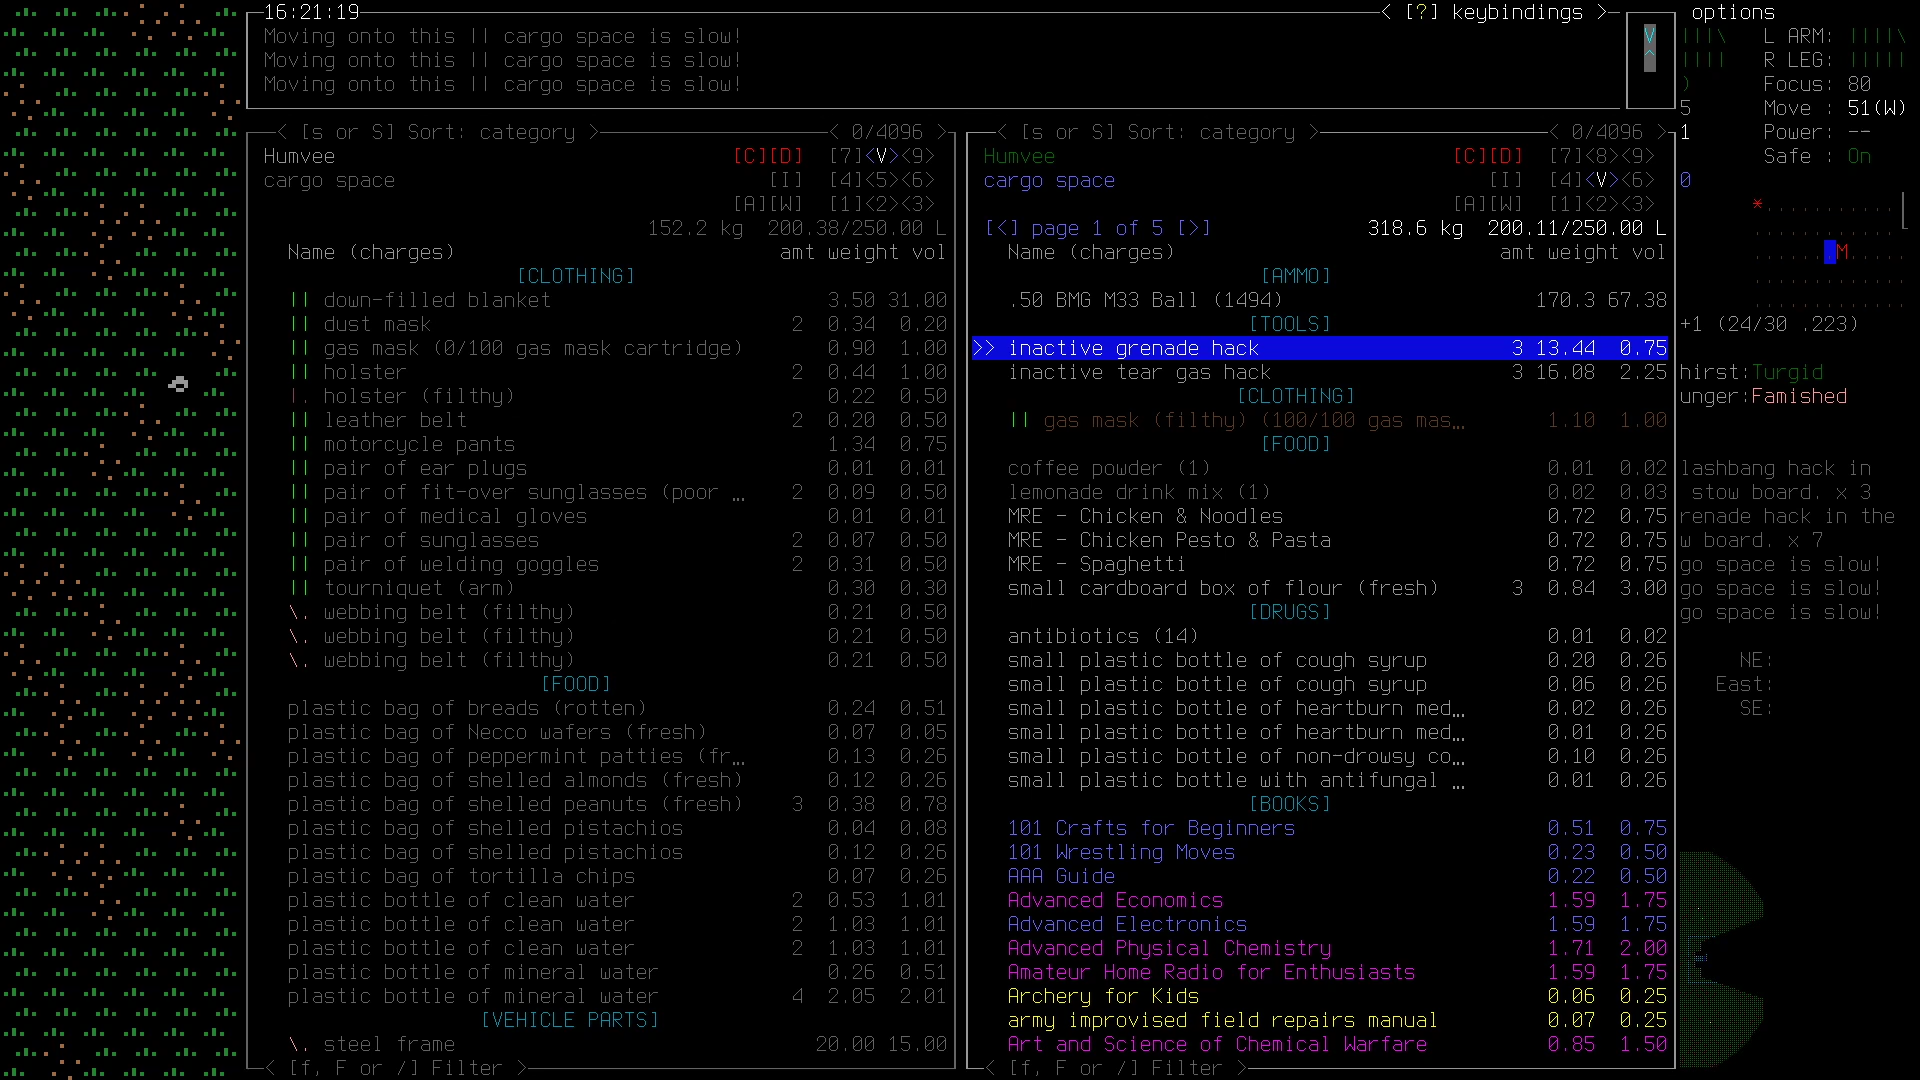 16:21:19 < [?] keybindings > options
Moving onto this || cargo space is slow!
Moving onto this || cargo space is slow!
Moving onto this || cargo space is slow!
V
^
|||\ L ARM: ||||\
|||| R LEG: |||||
) Focus: 80
5 Move : 51(W)
1 Power: --
Safe : On
0
< [s or S] Sort: category > < 0/4096 >
Humvee [C][D] [7]<V><9>
cargo space [I] [4]<5><6>
[A][W] [1]<2><3>
152.2 kg 200.38/250.00 L
Name (charges) amt weight vol
[CLOTHING]
|| down-filled blanket 3.50 31.00
|| dust mask 2 0.34 0.20
|| gas mask (0/100 gas mask cartridge) 0.90 1.00
|| holster 2 0.44 1.00
|. holster (filthy) 0.22 0.50
|| leather belt 2 0.20 0.50
|| motorcycle pants 1.34 0.75
|| pair of ear plugs 0.01 0.01
|| pair of fit-over sunglasses (poor … 2 0.09 0.50
|| pair of medical gloves 0.01 0.01
|| pair of sunglasses 2 0.07 0.50
|| pair of welding goggles 2 0.31 0.50
|| tourniquet (arm) 0.30 0.30
\. webbing belt (filthy) 0.21 0.50
\. webbing belt (filthy) 0.21 0.50
\. webbing belt (filthy) 0.21 0.50
[FOOD]
plastic bag of breads (rotten) 0.24 0.51
plastic bag of Necco wafers (fresh) 0.07 0.05
plastic bag of peppermint patties (fr… 0.13 0.26
plastic bag of shelled almonds (fresh) 0.12 0.26
plastic bag of shelled peanuts (fresh) 3 0.38 0.78
plastic bag of shelled pistachios 0.04 0.08
plastic bag of shelled pistachios 0.12 0.26
plastic bag of tortilla chips 0.07 0.26
plastic bottle of clean water 2 0.53 1.01
plastic bottle of clean water 2 1.03 1.01
plastic bottle of clean water 2 1.03 1.01
plastic bottle of mineral water 0.26 0.51
plastic bottle of mineral water 4 2.05 2.01
[VEHICLE PARTS]
\. steel frame 20.00 15.00
< [f, F or /] Filter >
< [s or S] Sort: category > < 0/4096 >
Humvee [C][D] [7]<8><9>
cargo space [I] [4]<V><6>
[A][W] [1]<2><3>
[<] page 1 of 5 [>] 318.6 kg 200.11/250.00 L
Name (charges) amt weight vol
[AMMO]
.50 BMG M33 Ball (1494) 170.3 67.38
[TOOLS]
>> inactive grenade hack 3 13.44 0.75
inactive tear gas hack 3 16.08 2.25
[CLOTHING]
|| gas mask (filthy) (100/100 gas mas… 1.10 1.00
[FOOD]
coffee powder (1) 0.01 0.02
lemonade drink mix (1) 0.02 0.03
MRE - Chicken & Noodles 0.72 0.75
MRE - Chicken Pesto & Pasta 0.72 0.75
MRE - Spaghetti 0.72 0.75
small cardboard box of flour (fresh) 3 0.84 3.00
[DRUGS]
antibiotics (14) 0.01 0.02
small plastic bottle of cough syrup 0.20 0.26
small plastic bottle of cough syrup 0.06 0.26
small plastic bottle of heartburn med… 0.02 0.26
small plastic bottle of heartburn med… 0.01 0.26
small plastic bottle of non-drowsy co… 0.10 0.26
small plastic bottle with antifungal … 0.01 0.26
[BOOKS]
101 Crafts for Beginners 0.51 0.75
101 Wrestling Moves 0.23 0.50
AAA Guide 0.22 0.50
Advanced Economics 1.59 1.75
Advanced Electronics 1.59 1.75
Advanced Physical Chemistry 1.71 2.00
Amateur Home Radio for Enthusiasts 1.59 1.75
Archery for Kids 0.06 0.25
army improvised field repairs manual 0.07 0.25
Art and Science of Chemical Warfare 0.85 1.50
< [f, F or /] Filter >
*
M
+1 (24/30 .223)
hirst:Turgid
unger:Famished
lashbang hack in
stow board. x 3
renade hack in the
w board. x 7
go space is slow!
go space is slow!
go space is slow!
NE:
East:
SE: